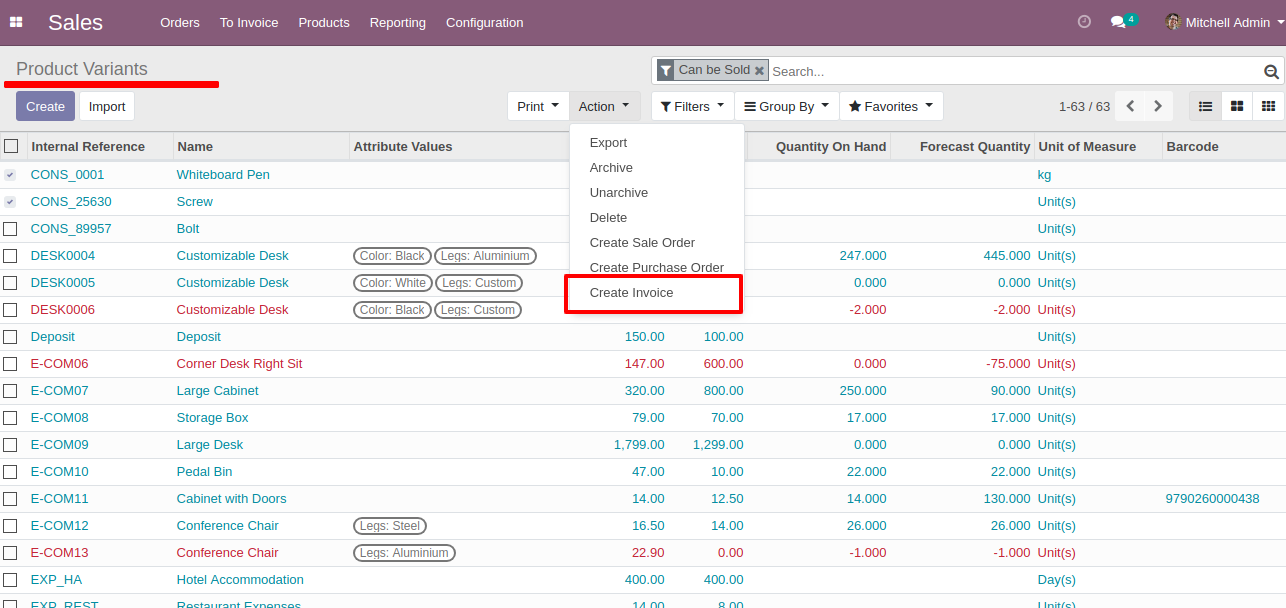 Sales Orders To Invoice Products Reporting Configuration 4 Mitchell Admin
Product Variants
Can be Sold Search...
Create Import Print Action Filters Group By Favorites 1-63 / 63
Export
Archive
Unarchive
Delete
Create Sale Order
Create Purchase Order
Create Invoice
Internal Reference Name Attribute Values Quantity On Hand Forecast Quantity Unit of Measure Barcode
CONS_0001 Whiteboard Pen kg
CONS_25630 Screw Unit(s)
CONS_89957 Bolt Unit(s)
DESK0004 Customizable Desk Color: Black Legs: Aluminium 247.000 445.000 Unit(s)
DESK0005 Customizable Desk Color: White Legs: Custom 0.000 0.000 Unit(s)
DESK0006 Customizable Desk Color: Black Legs: Custom -2.000 -2.000 Unit(s)
Deposit Deposit 150.00 100.00 Unit(s)
E-COM06 Corner Desk Right Sit 147.00 600.00 0.000 -75.000 Unit(s)
E-COM07 Large Cabinet 320.00 800.00 250.000 90.000 Unit(s)
E-COM08 Storage Box 79.00 70.00 17.000 17.000 Unit(s)
E-COM09 Large Desk 1,799.00 1,299.00 0.000 0.000 Unit(s)
E-COM10 Pedal Bin 47.00 10.00 22.000 22.000 Unit(s)
E-COM11 Cabinet with Doors 14.00 12.50 14.000 130.000 Unit(s) 9790260000438
E-COM12 Conference Chair Legs: Steel 16.50 14.00 26.000 26.000 Unit(s)
E-COM13 Conference Chair Legs: Aluminium 22.90 0.00 -1.000 -1.000 Unit(s)
EXP_HA Hotel Accommodation 400.00 400.00 Day(s)
EXP_REST Restaurant Expenses 14.00 8.00 Unit(s)